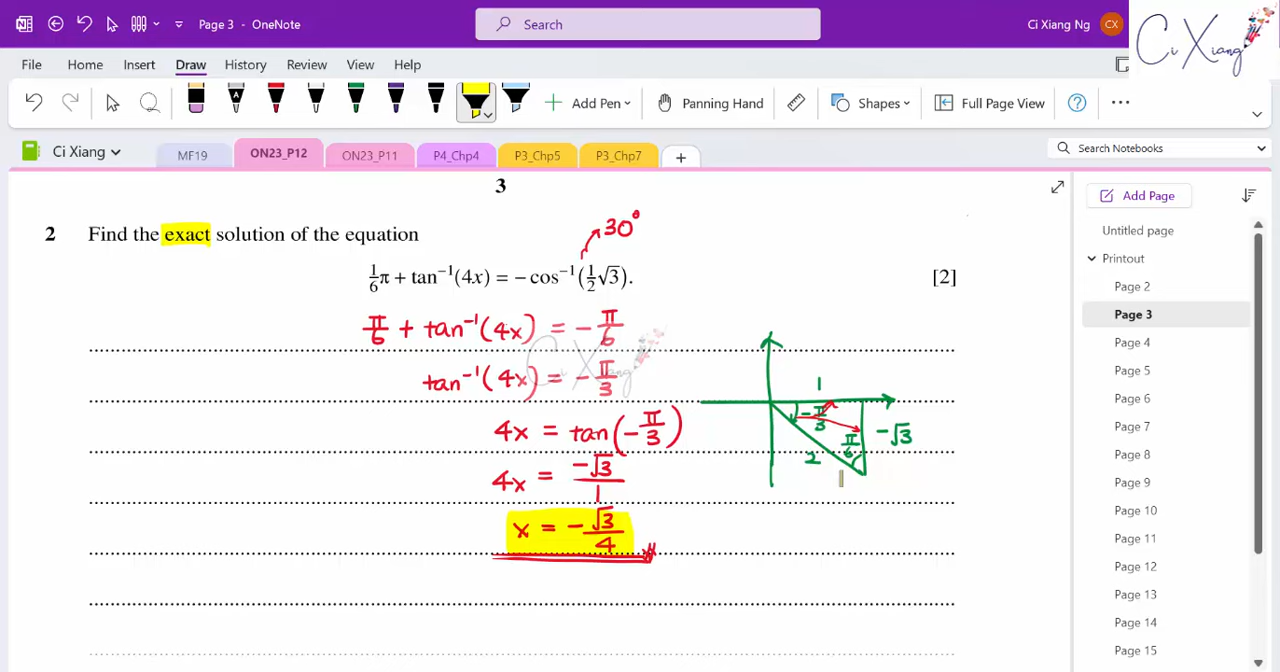 Page 3 - OneNote
Search
Ci Xiang Ng
CX
Ci Xiang
File Home Insert Draw History Review View Help
Add Pen
Panning Hand
Shapes
Full Page View
Ci Xiang
MF19
ON23_P12
ON23_P11
P4_Chp4
P3_Chp5
P3_Chp7
Search Notebooks
3
2 Find the exact solution of the equation
30°
1/6π + tan⁻¹(4x) = −cos⁻¹(1/2√3). [2]
π/6 + tan⁻¹(4x) = −π/6
Ci Xiang
tan⁻¹(4x) = −π/3
4x = tan(−π/3)
4x = −√3/1
x = −√3/4
1
−π/3
−√3
π/6
2
Add Page
Untitled page
Printout
Page 2
Page 3
Page 4
Page 5
Page 6
Page 7
Page 8
Page 9
Page 10
Page 11
Page 12
Page 13
Page 14
Page 15